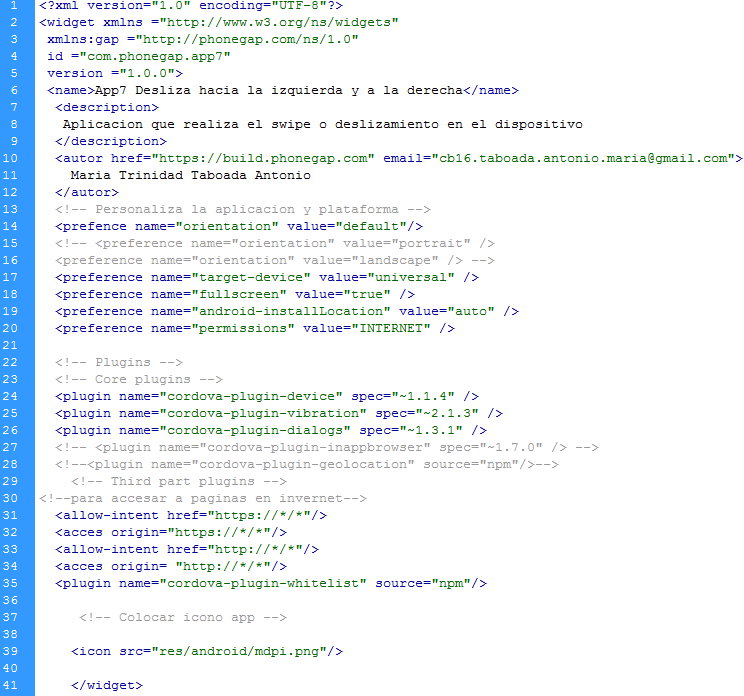 1 <?xml version="1.0" encoding="UTF-8"?>
2 <widget xmlns ="http://www.w3.org/ns/widgets"
3 xmlns:gap ="http://phonegap.com/ns/1.0"
4 id ="com.phonegap.app7"
5 version ="1.0.0">
6 <name>App7 Desliza hacia la izquierda y a la derecha</name>
7 <description>
8 Aplicacion que realiza el swipe o deslizamiento en el dispositivo
9 </description>
10 <autor href="https://build.phonegap.com" email="cb16.taboada.antonio.maria@gmail.com">
11 Maria Trinidad Taboada Antonio
12 </autor>
13 <!-- Personaliza la aplicacion y plataforma -->
14 <prefence name="orientation" value="default"/>
15 <!-- <preference name="orientation" value="portrait" />
16 <preference name="orientation" value="landscape" /> -->
17 <preference name="target-device" value="universal" />
18 <preference name="fullscreen" value="true" />
19 <preference name="android-installLocation" value="auto" />
20 <preference name="permissions" value="INTERNET" />
21
22 <!-- Plugins -->
23 <!-- Core plugins -->
24 <plugin name="cordova-plugin-device" spec="~1.1.4" />
25 <plugin name="cordova-plugin-vibration" spec="~2.1.3" />
26 <plugin name="cordova-plugin-dialogs" spec="~1.3.1" />
27 <!-- <plugin name="cordova-plugin-inappbrowser" spec="~1.7.0" /> -->
28 <!--<plugin name="cordova-plugin-geolocation" source="npm"/>-->
29 <!-- Third part plugins -->
30 <!--para accesar a paginas en invernet-->
31 <allow-intent href="https://*/*"/>
32 <acces origin="https://*/*"/>
33 <allow-intent href="http://*/*"/>
34 <acces origin= "http://*/*"/>
35 <plugin name="cordova-plugin-whitelist" source="npm"/>
36
37 <!-- Colocar icono app -->
38
39 <icon src="res/android/mdpi.png"/>
40
41 </widget>